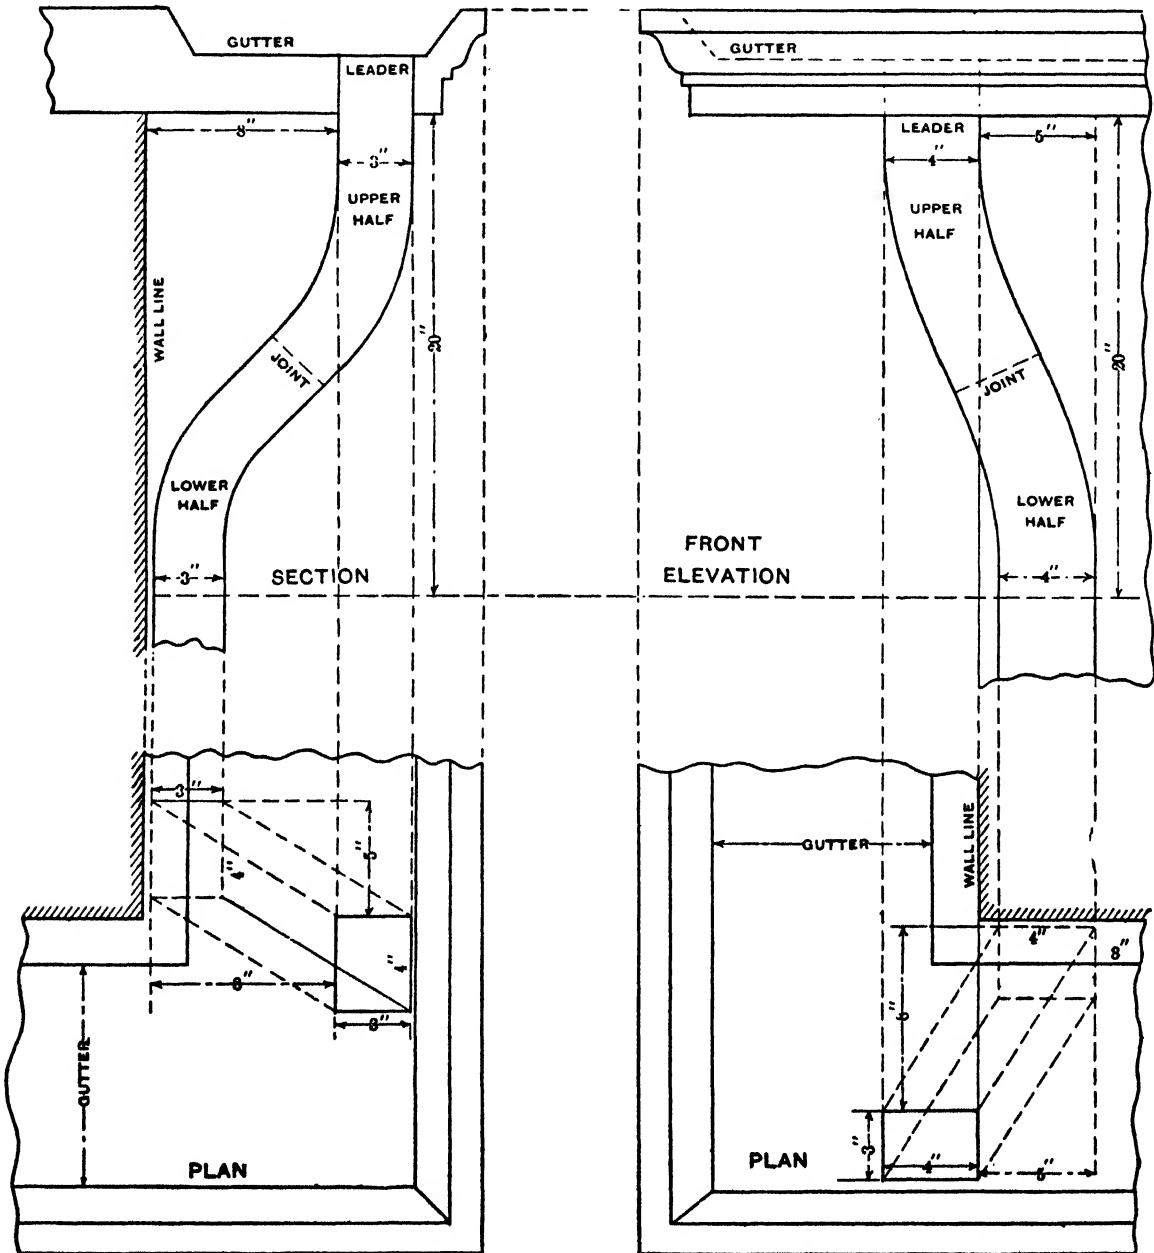 GUTTER
LEADER
8"
3"
UPPER
HALF
WALL LINE
20"
JOINT
LOWER
HALF
3"
SECTION
GUTTER
LEADER
5"
4"
UPPER
HALF
20"
JOINT
LOWER
HALF
FRONT
ELEVATION
4"
3"
5"
4"
4"
8"
3"
GUTTER
PLAN
GUTTER
WALL LINE
4"
8"
3"
4"
5"
PLAN